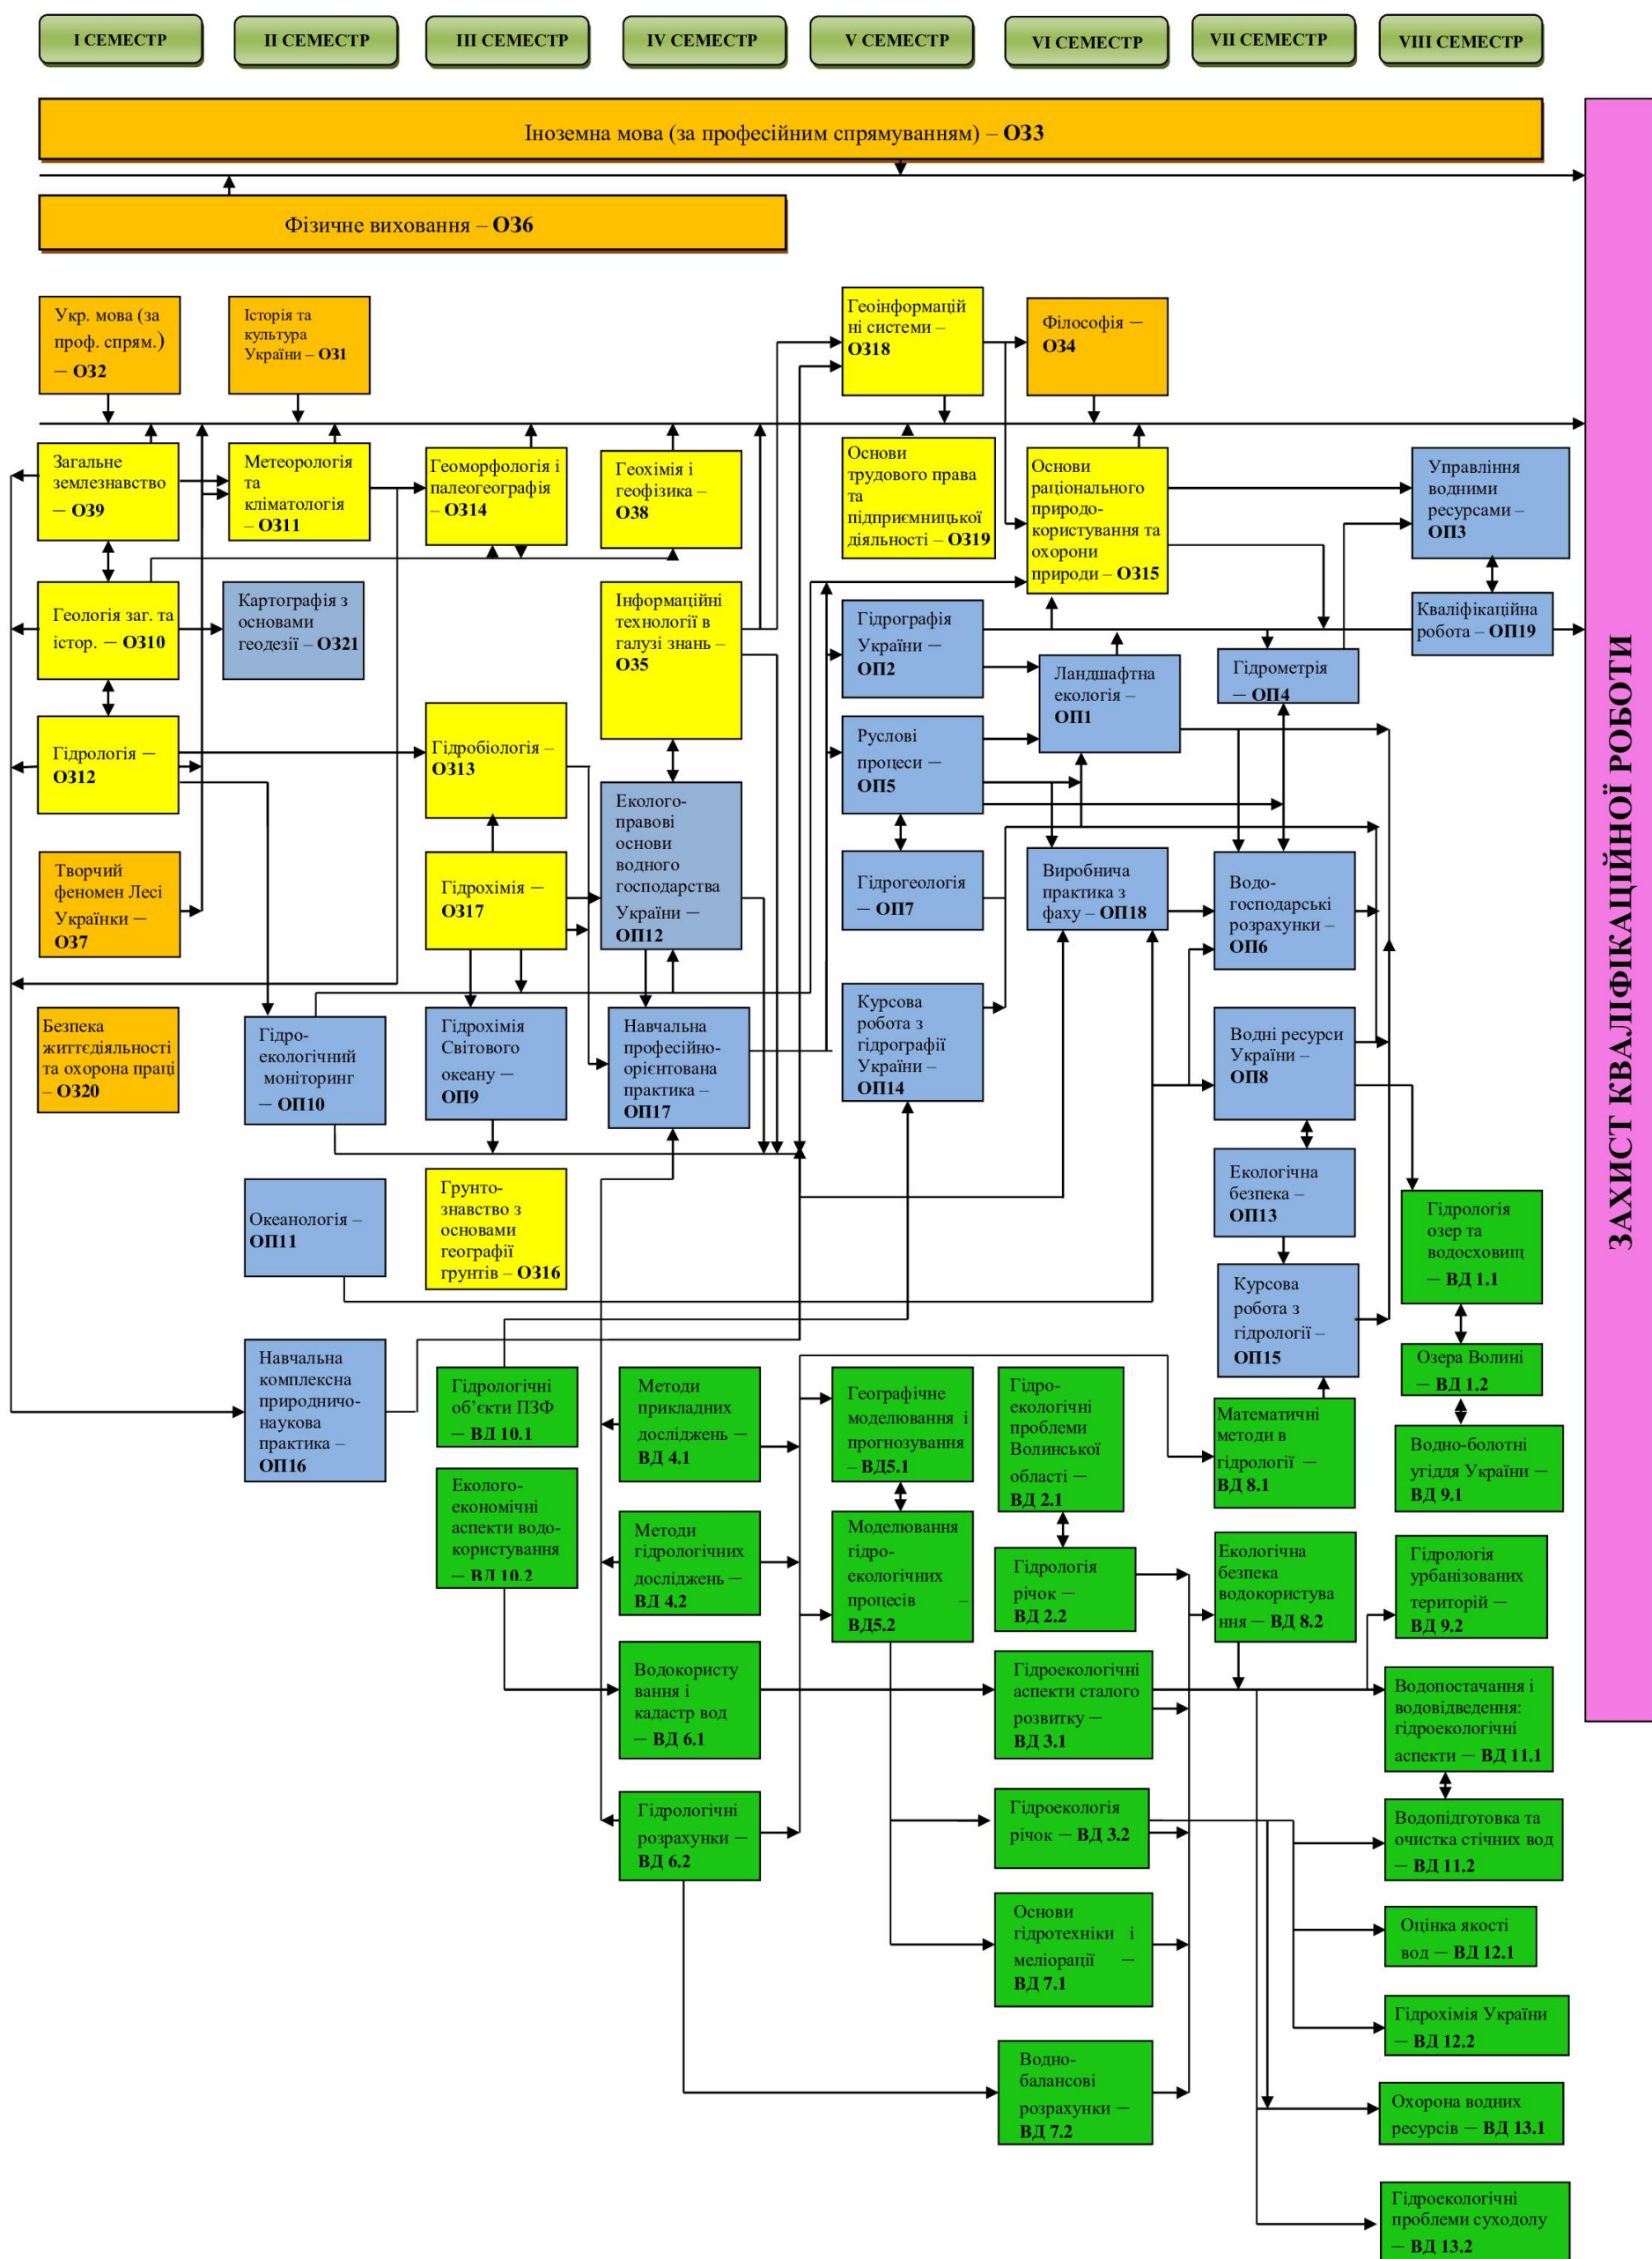 І СЕМЕСТР
ІІ СЕМЕСТР
ІІІ СЕМЕСТР
IV СЕМЕСТР
V СЕМЕСТР
VI СЕМЕСТР
VII СЕМЕСТР
VIII СЕМЕСТР
Іноземна мова (за професійним спрямуванням) – ОЗ3
Фізичне виховання – ОЗ6
Укр. мова (за
проф. спрям.)
— ОЗ2
Історія та
культура
України – ОЗ1
Геоінформацій
ні системи –
ОЗ18
Філософія —
ОЗ4
Загальне
землезнавство
— ОЗ9
Метеорологія
та
кліматологія
– ОЗ11
Геоморфологія і
палеогеографія
– ОЗ14
Геохімія і
геофізика –
ОЗ8
Основи
трудового права
та
підприємницької
діяльності – ОЗ19
Основи
раціонального
природо-
користування та
охорони
природи – ОЗ15
Управління
водними
ресурсами –
ОП3
Геологія заг. та
істор. — ОЗ10
Картографія з
основами
геодезії – ОЗ21
Інформаційні
технології в
галузі знань –
ОЗ5
Гідрографія
України —
ОП2
Ландшафтна
екологія –
ОП1
Гідрометрія
— ОП4
Кваліфікаційна
робота – ОП19
Гідрологія —
ОЗ12
Гідробіологія –
ОЗ13
Еколого-
правові
основи
водного
господарства
України —
ОП12
Руслові
процеси —
ОП5
Творчий
феномен Лесі
Українки —
ОЗ7
Гідрохімія —
ОЗ17
Гідрогеологія
— ОП7
Виробнича
практика з
фаху – ОП18
Водо-
господарські
розрахунки –
ОП6
Безпека
життєдіяльності
та охорона праці
– ОЗ20
Гідро-
екологічний
моніторинг
— ОП10
Гідрохімія
Світового
океану —
ОП9
Навчальна
професійно-
орієнтована
практика –
ОП17
Курсова
робота з
гідрографії
України –
ОП14
Водні ресурси
України –
ОП8
Океанологія –
ОП11
Грунто-
знавство з
основами
географії
грунтів – ОЗ16
Екологічна
безпека –
ОП13
Курсова
робота з
гідрології –
ОП15
Гідрологія
озер та
водосховищ
— ВД 1.1
Озера Волині
— ВД 1.2
Водно-болотні
угіддя України —
ВД 9.1
Навчальна
комплексна
природничо-
наукова
практика –
ОП16
Гідрологічні
об’єкти ПЗФ
— ВД 10.1
Методи
прикладних
досліджень —
ВД 4.1
Географічне
моделювання і
прогнозування
– ВД5.1
Гідро-
екологічні
проблеми
Волинської
області —
ВД 2.1
Математичні
методи в
гідрології —
ВД 8.1
Еколого-
економічні
аспекти водо-
користування
— ВД 10.2
Методи
гідрологічних
досліджень —
ВД 4.2
Моделювання
гідро-
екологічних
процесів –
ВД5.2
Гідрологія
річок —
ВД 2.2
Екологічна
безпека
водокористува
ння — ВД 8.2
Гідрологія
урбанізованих
територій —
ВД 9.2
Водокористу
вання і
кадастр вод
— ВД 6.1
Гідроекологічні
аспекти сталого
розвитку —
ВД 3.1
Водопостачання і
водовідведення:
гідроекологічні
аспекти — ВД 11.1
Гідрологічні
розрахунки —
ВД 6.2
Гідроекологія
річок — ВД 3.2
Водопідготовка та
очистка стічних вод
— ВД 11.2
Основи
гідротехніки і
меліорації —
ВД 7.1
Оцінка якості
вод — ВД 12.1
Гідрохімія України
— ВД 12.2
Водно-
балансові
розрахунки —
ВД 7.2
Охорона водних
ресурсів — ВД 13.1
Гідроекологічні
проблеми суходолу
— ВД 13.2
ЗАХИСТ КВАЛІФІКАЦІЙНОЇ РОБОТИ